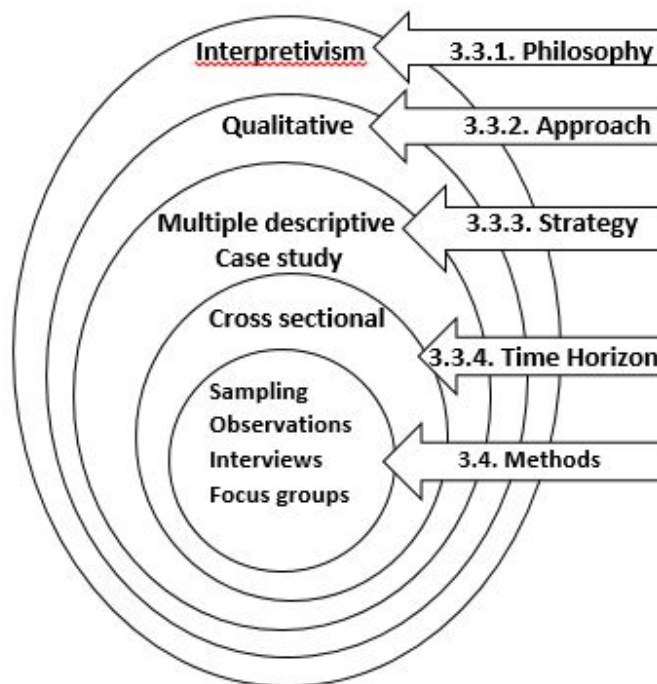 Interpretivism
3.3.1. Philosophy
Qualitative
3.3.2. Approach
Multiple descriptive
Case study
3.3.3. Strategy
Cross sectional
3.3.4. Time Horizon
Sampling
Observations
Interviews
Focus groups
3.4. Methods